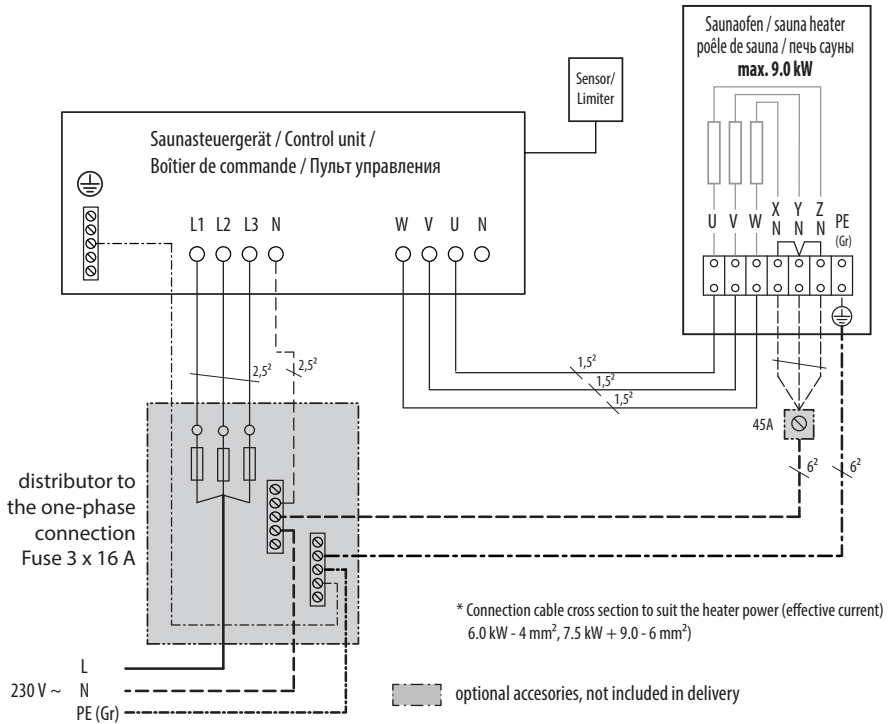 Saunaofen / sauna heater
poêle de sauna / печь сауны
max. 9.0 kW
Sensor/
Limiter
Saunasteuergerät / Control unit /
Boîtier de commande / Пульт управления
L1 L2 L3 N
W V U N
U V W X Y Z PE
N N N (Gr)
2,5²
2,5²
1,5²
1,5²
1,5²
45A
6²
6²
distributor to
the one-phase
connection
Fuse 3 x 16 A
* Connection cable cross section to suit the heater power (effective current)
6.0 kW - 4 mm², 7.5 kW + 9.0 - 6 mm²)
L
230 V ~ N
PE (Gr)
optional accesories, not included in delivery